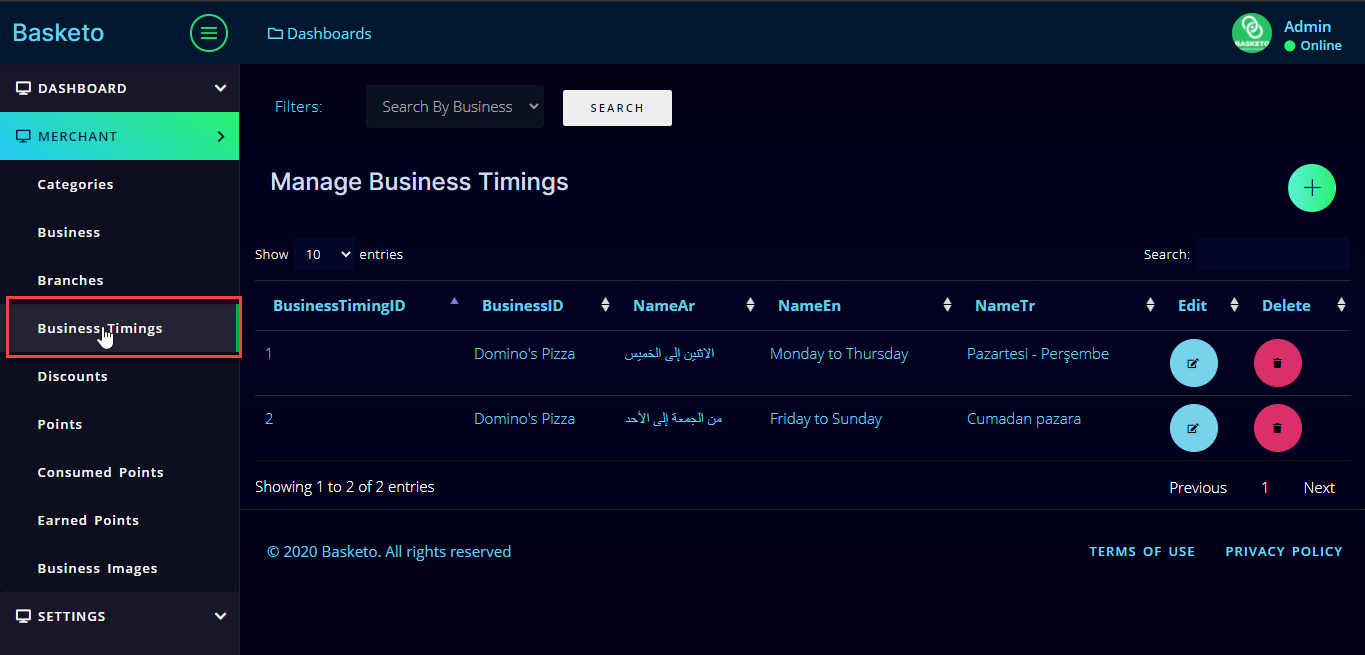 Basketo
Dashboards
Admin
Online
BASKETO
DASHBOARD
MERCHANT
Categories
Business
Branches
Business Timings
Discounts
Points
Consumed Points
Earned Points
Business Images
SETTINGS
Filters: Search By Business SEARCH
Manage Business Timings
Show 10 entries Search:
BusinessTimingID BusinessID NameAr NameEn NameTr Edit Delete
1 Domino's Pizza الاثنين إلى الخميس Monday to Thursday Pazartesi - Perşembe
2 Domino's Pizza من الجمعة إلى الأحد Friday to Sunday Cumadan pazara
Showing 1 to 2 of 2 entries Previous 1 Next
© 2020 Basketo. All rights reserved TERMS OF USE PRIVACY POLICY